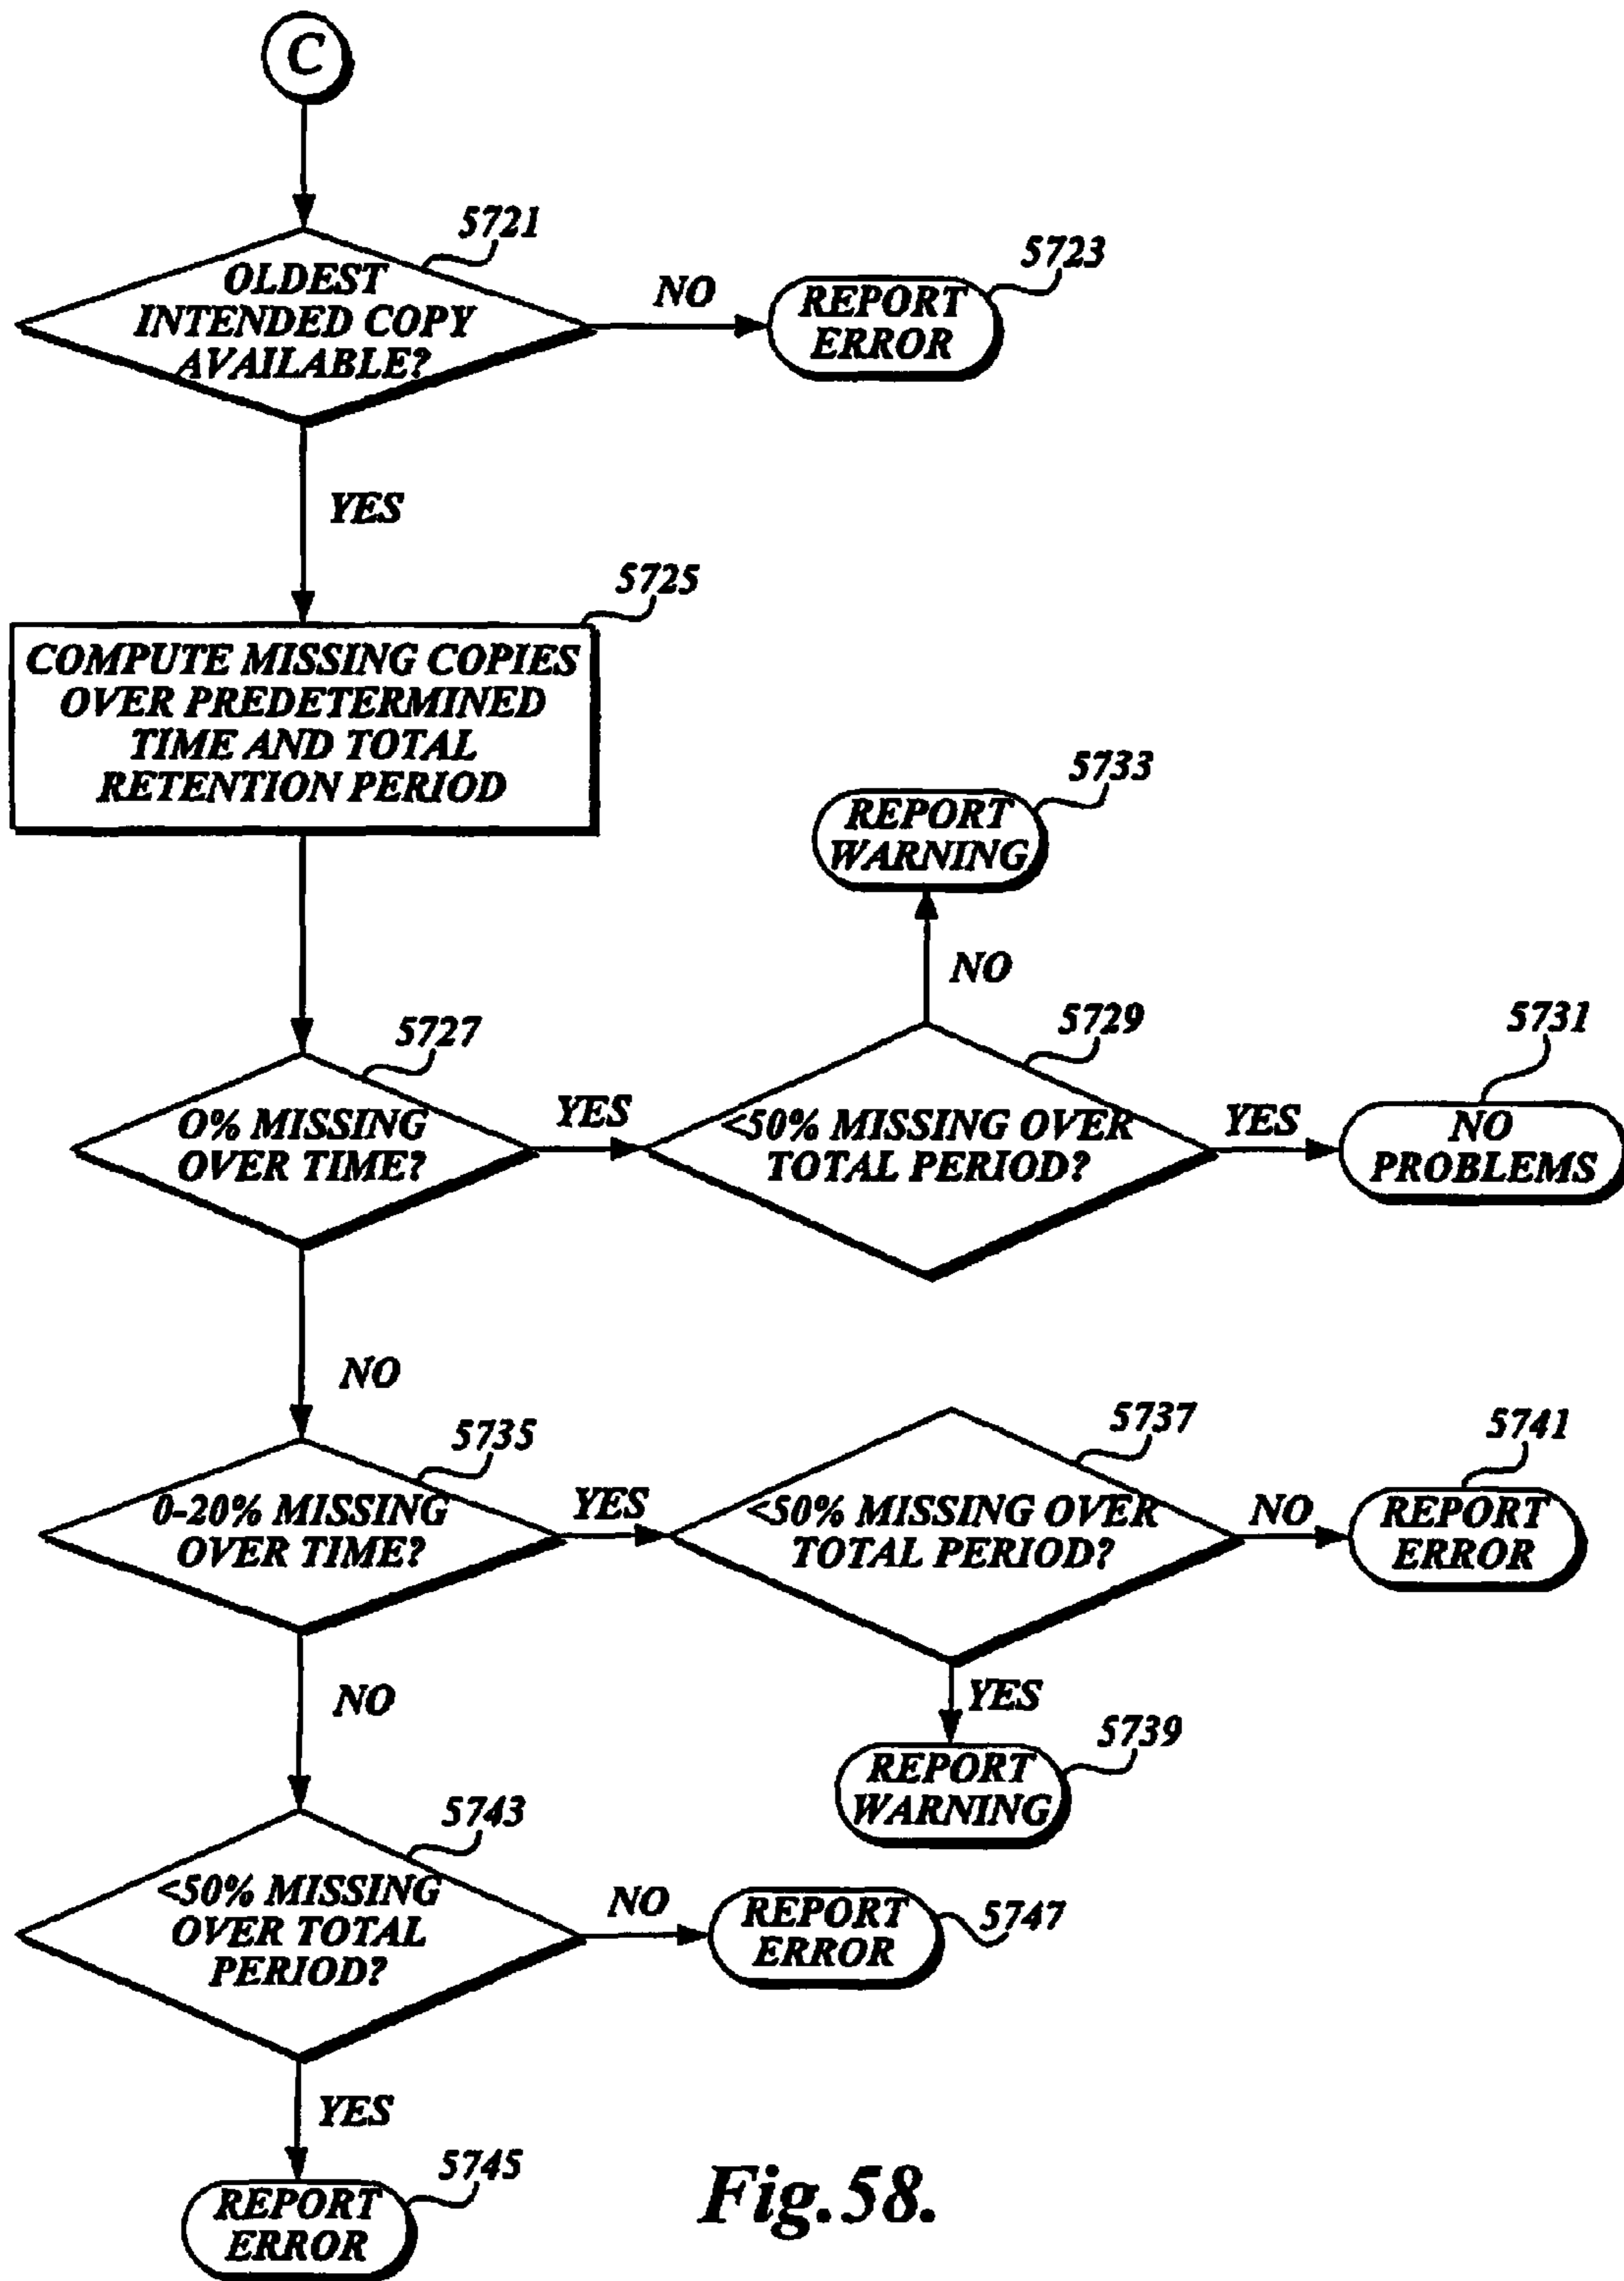 C
5721
OLDEST
INTENDED COPY
AVAILABLE?
NO
5723
REPORT
ERROR
YES
5725
COMPUTE MISSING COPIES
OVER PREDETERMINED
TIME AND TOTAL
RETENTION PERIOD
5733
REPORT
WARNING
NO
5727
0% MISSING
OVER TIME?
YES
5729
<50% MISSING OVER
TOTAL PERIOD?
YES
5731
NO
PROBLEMS
NO
5735
0-20% MISSING
OVER TIME?
YES
5737
<50% MISSING OVER
TOTAL PERIOD?
NO
5741
REPORT
ERROR
YES
5739
REPORT
WARNING
NO
5743
<50% MISSING
OVER TOTAL
PERIOD?
NO
REPORT
ERROR
5747
YES
5745
REPORT
ERROR
Fig.58.